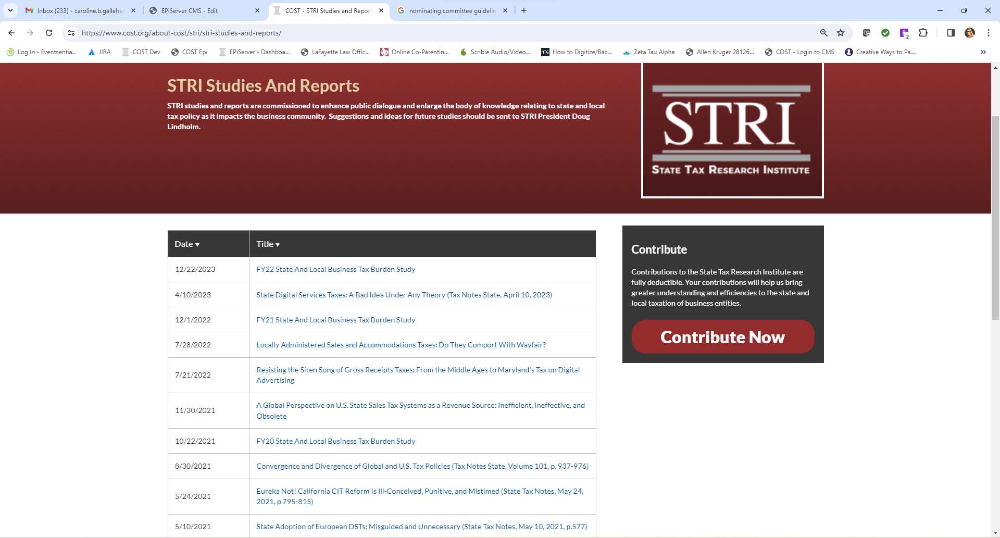 Inbox (233) - caroline.b.gallehe
EPiServer CMS - Edit
COST - STRI Studies and Report
nominating committee guidelin
https://www.cost.org/about-cost/stri/stri-studies-and-reports/
2
Log In - Eventsentia...
JIRA
COST Dev
COST Epi
EPiServer - Dashboa...
LaFayette Law Offic...
Online Co-Parentin...
Scribie Audio/Video...
HTG
How to Digitize/Bac...
Zeta Tau Alpha
Allen Kruger 28126...
COST - Login to CMS
Creative Ways to Pa...
STRI Studies And Reports
STRI studies and reports are commissioned to enhance public dialogue and enlarge the body of knowledge relating to state and local
tax policy as it impacts the business community. Suggestions and ideas for future studies should be sent to STRI President Doug
Lindholm.
STRI
STATE TAX RESEARCH INSTITUTE
Date ▾ Title ▾
12/22/2023 FY22 State And Local Business Tax Burden Study
4/10/2023 State Digital Services Taxes: A Bad Idea Under Any Theory (Tax Notes State, April 10, 2023)
12/1/2022 FY21 State And Local Business Tax Burden Study
7/28/2022 Locally Administered Sales and Accommodations Taxes: Do They Comport With Wayfair?
7/21/2022 Resisting the Siren Song of Gross Receipts Taxes: From the Middle Ages to Maryland's Tax on Digital
Advertising
11/30/2021 A Global Perspective on U.S. State Sales Tax Systems as a Revenue Source: Inefficient, Ineffective, and
Obsolete
10/22/2021 FY20 State And Local Business Tax Burden Study
8/30/2021 Convergence and Divergence of Global and U.S. Tax Policies (Tax Notes State, Volume 101, p. 937-976)
5/24/2021 Eureka Not! California CIT Reform Is Ill-Conceived, Punitive, and Mistimed (State Tax Notes, May 24,
2021, p 795-815)
5/10/2021 State Adoption of European DSTs: Misguided and Unnecessary (State Tax Notes, May 10, 2021, p.577)
Contribute
Contributions to the State Tax Research Institute are
fully deductible. Your contributions will help us bring
greater understanding and efficiencies to the state and
local taxation of business entities.
Contribute Now